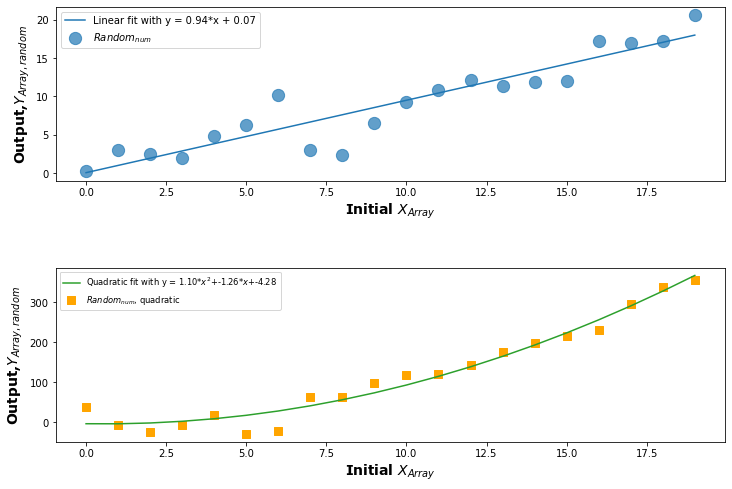 Linear fit with y = 0.94*x + 0.07
Random_num
20
15
10
5
0
Output,Y_Array, random
0.0 2.5 5.0 7.5 10.0 12.5 15.0 17.5
Initial X_Array
Quadratic fit with y = 1.10*x^2+-1.26*x+-4.28
Random_num, quadratic
300
200
100
0
Output,Y_Array, random
0.0 2.5 5.0 7.5 10.0 12.5 15.0 17.5
Initial X_Array